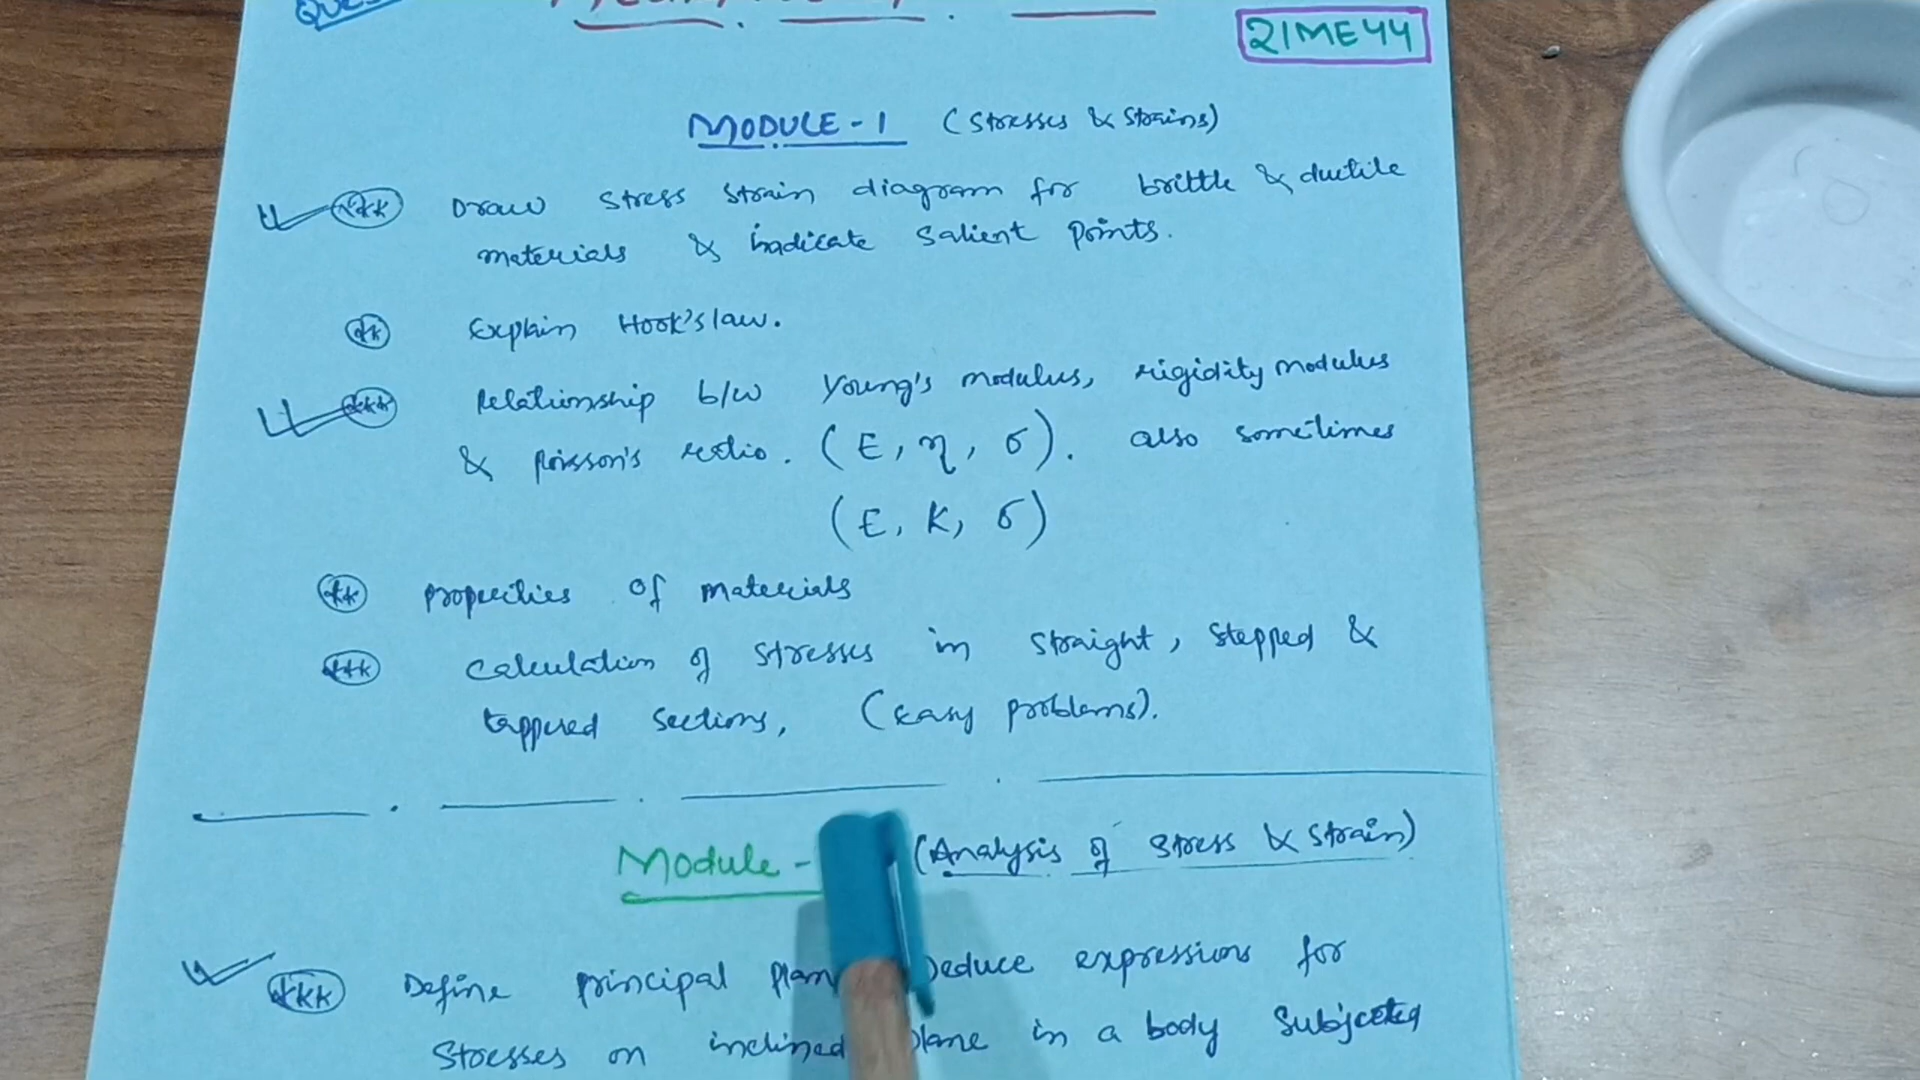 21ME44
MODULE-1 (Stresses & Strains)
** Draw stress strain diagram for brittle & ductile
materials & indicate salient points.
** Explain Hook's law.
*** Relationship b/w Young's modulus, rigidity modulus
& poisson's ratio. (E, η, σ). also sometimes
(E, K, σ)
** properties of materials
*** calculation of stresses in straight, stepped &
tappered sections, (easy problems).
Module - (Analysis of Stress & Strain)
*** Define principal plan Deduce expressions for
Stresses on inclined plane in a body subjected